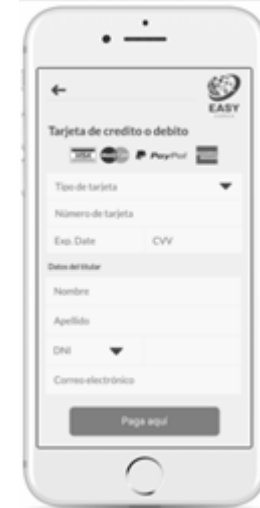 EASY
Tarjeta de credito o debito
VISA PayPal
Tipo de tarjeta
Número de tarjeta
Exp. Date CVV
Datos del titular
Nombre
Apellido
DNI
Correo electrónico
Paga aquí